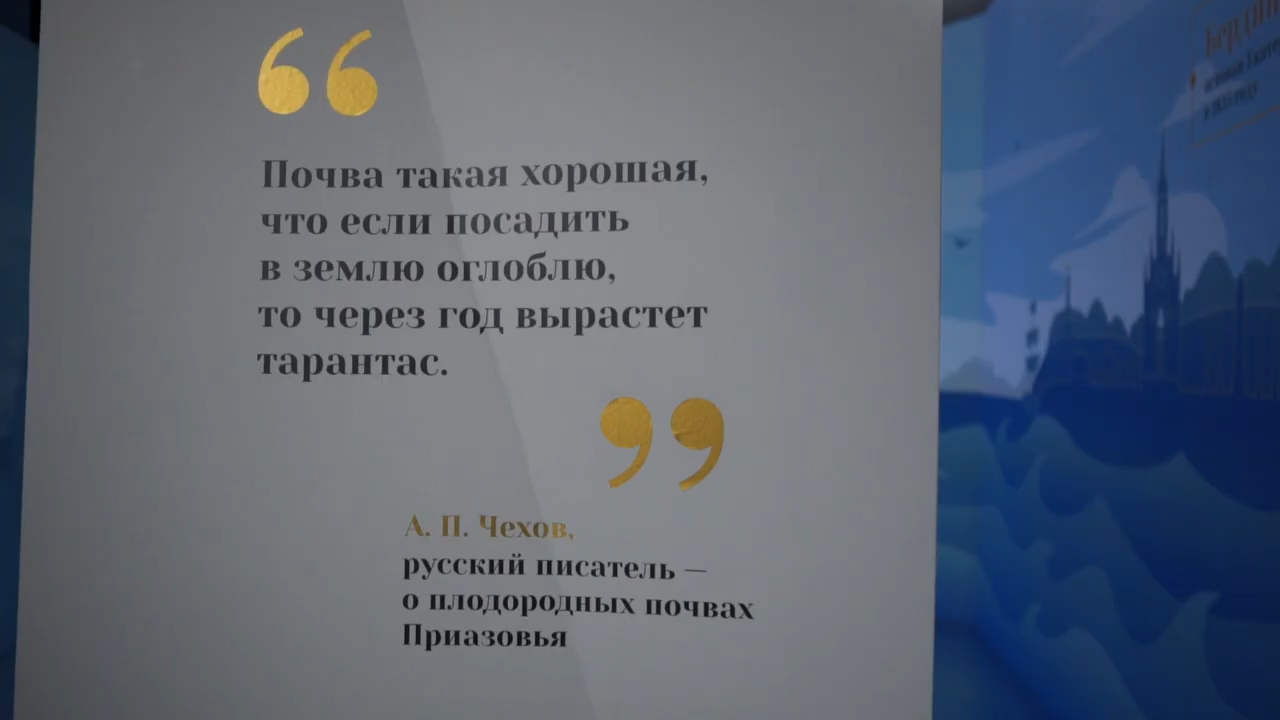 “
Почва такая хорошая,
что если посадить
в землю оглоблю,
то через год вырастет
тарантас.
”
А. П. Чехов,
русский писатель —
о плодородных почвах
Приазовья